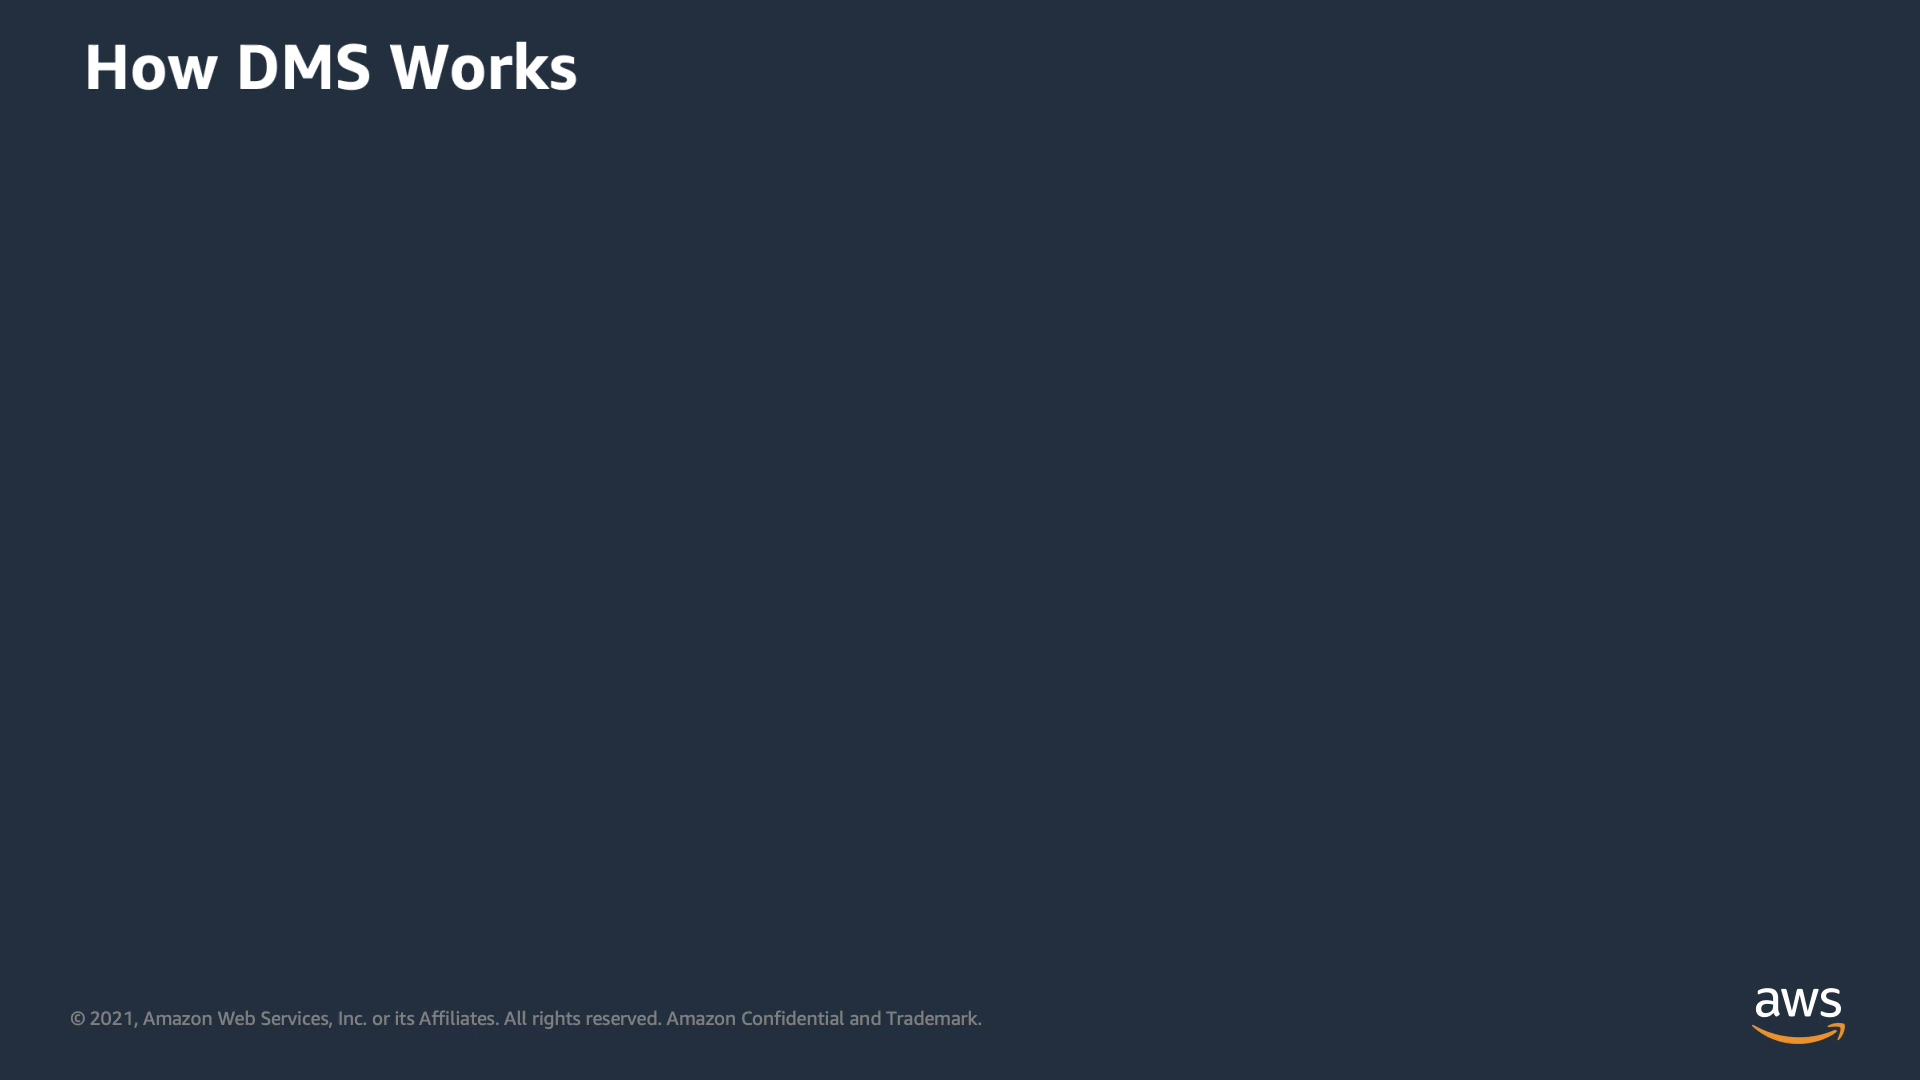 How DMS Works
© 2021, Amazon Web Services, Inc. or its Affiliates. All rights reserved. Amazon Confidential and Trademark.
aws